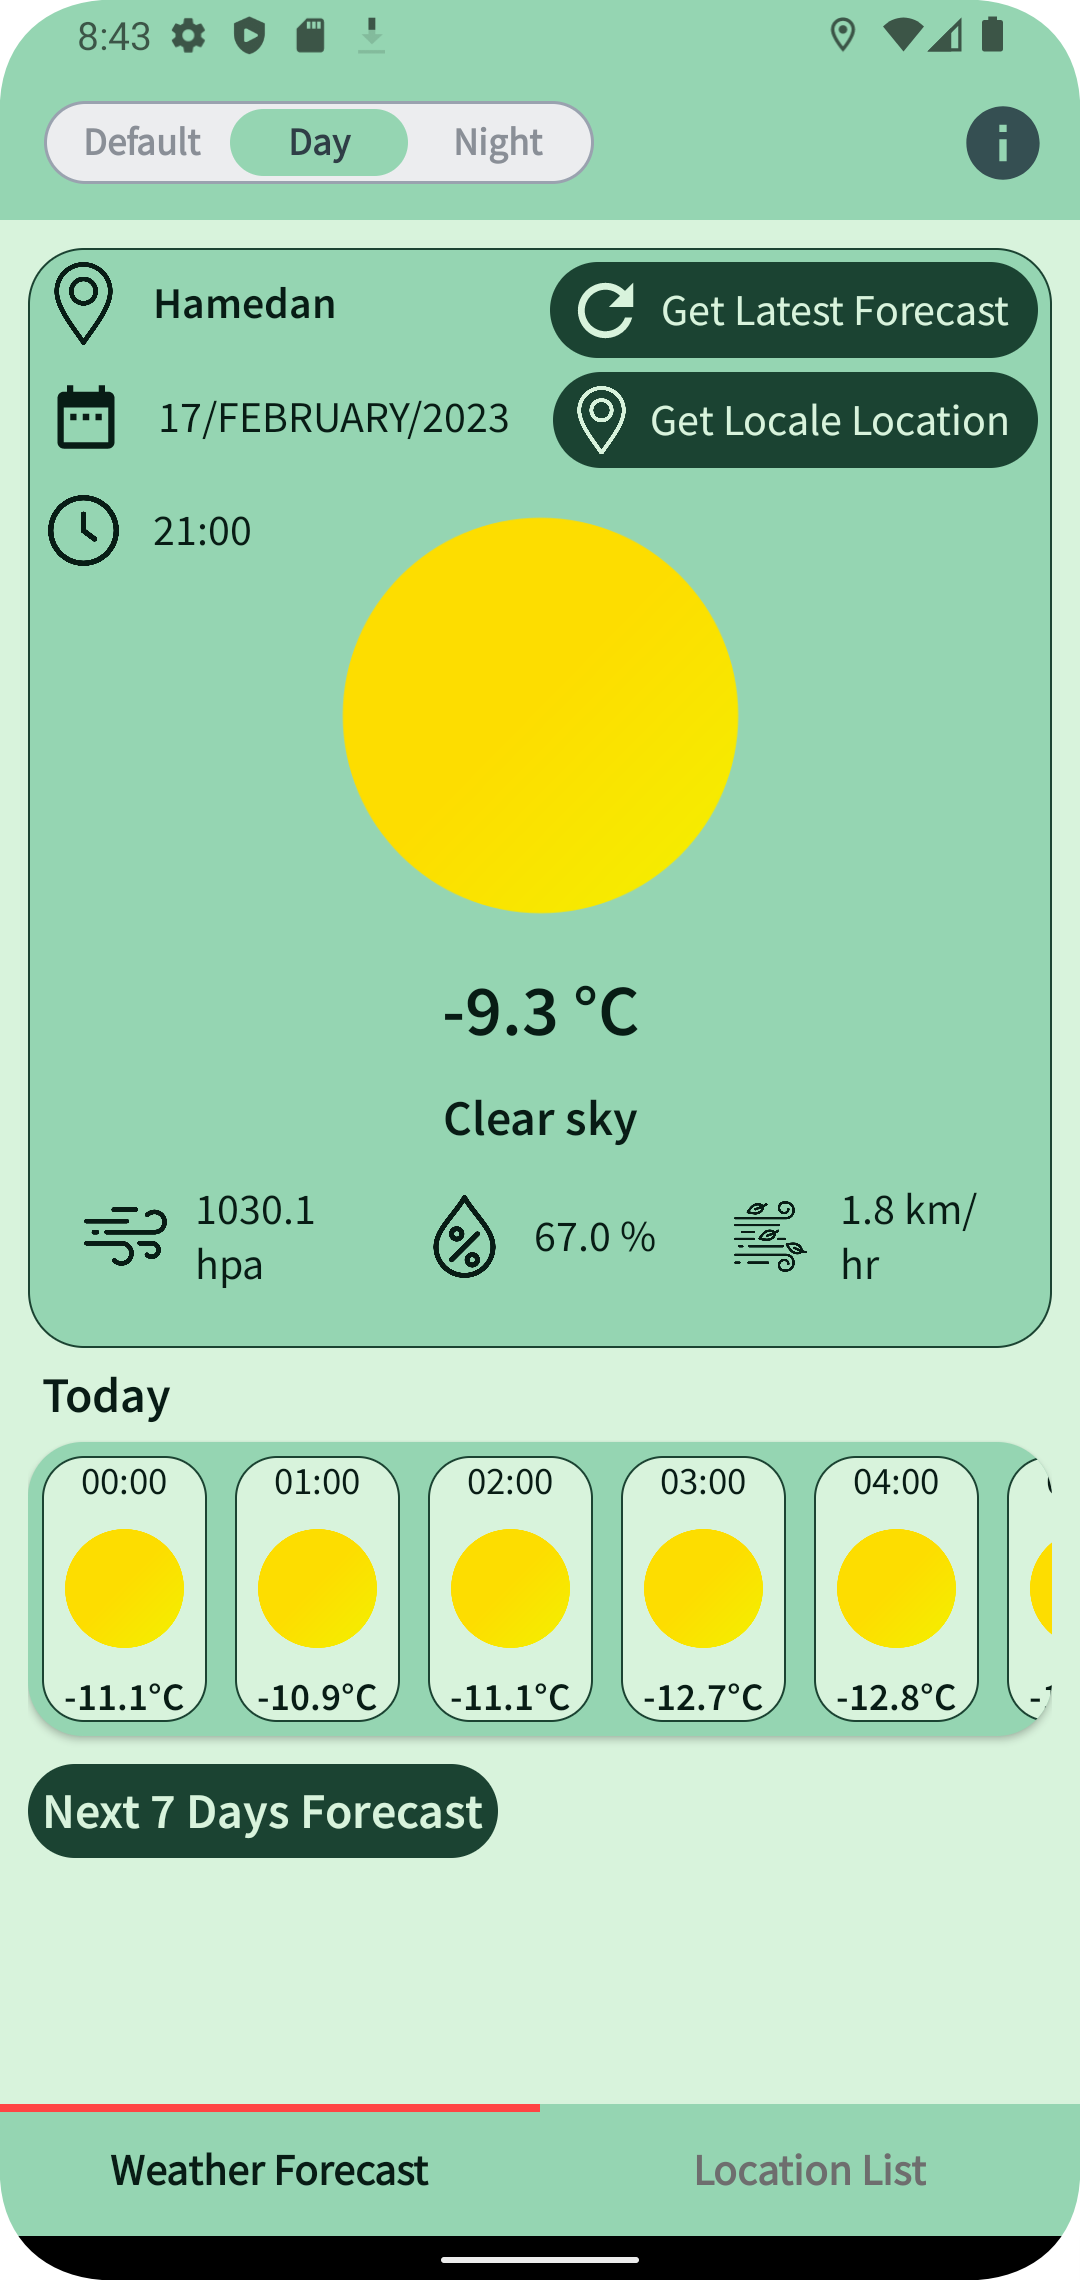 8:43
Default Day Night
Hamedan
Get Latest Forecast
17/FEBRUARY/2023
Get Locale Location
21:00
-9.3 °C
Clear sky
1030.1
hpa
67.0 %
1.8 km/
hr
Today
00:00 01:00 02:00 03:00 04:00
-11.1°C -10.9°C -11.1°C -12.7°C -12.8°C
Next 7 Days Forecast
Weather Forecast Location List